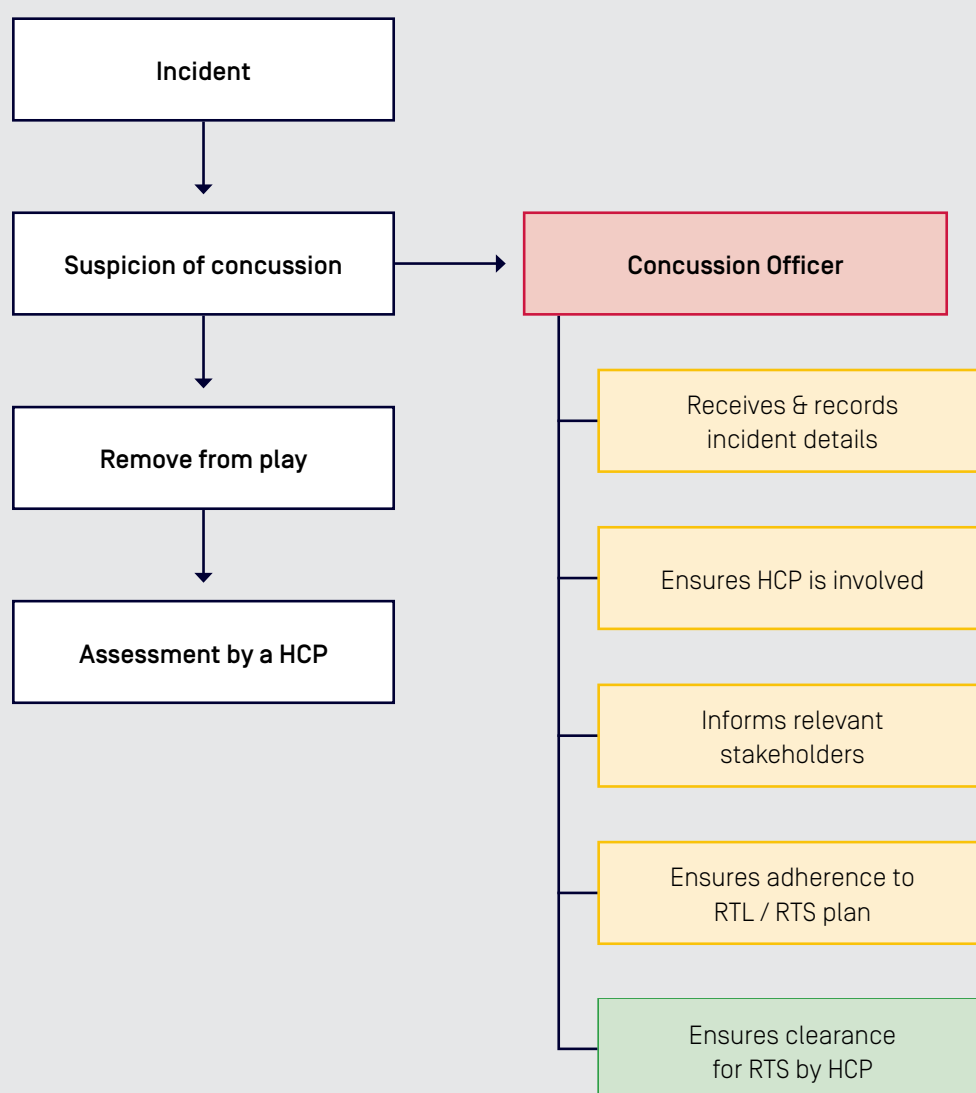 Incident
Suspicion of concussion
Concussion Officer
Remove from play
Assessment by a HCP
Receives & records
incident details
Ensures HCP is involved
Informs relevant
stakeholders
Ensures adherence to
RTL / RTS plan
Ensures clearance
for RTS by HCP